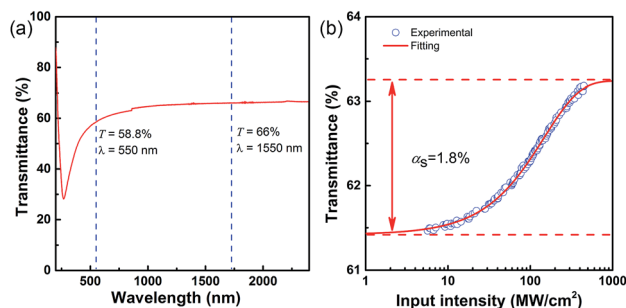 (a)
100
80
60
40
20
0
Transmittance (%)
T = 58.8%
λ = 550 nm
T = 66%
λ = 1550 nm
500
1000
1500
2000
Wavelength (nm)
(b)
64
63
62
61
Transmittance (%)
Experimental
Fitting
αs=1.8%
1
10
100
1000
Input intensity (MW/cm²)